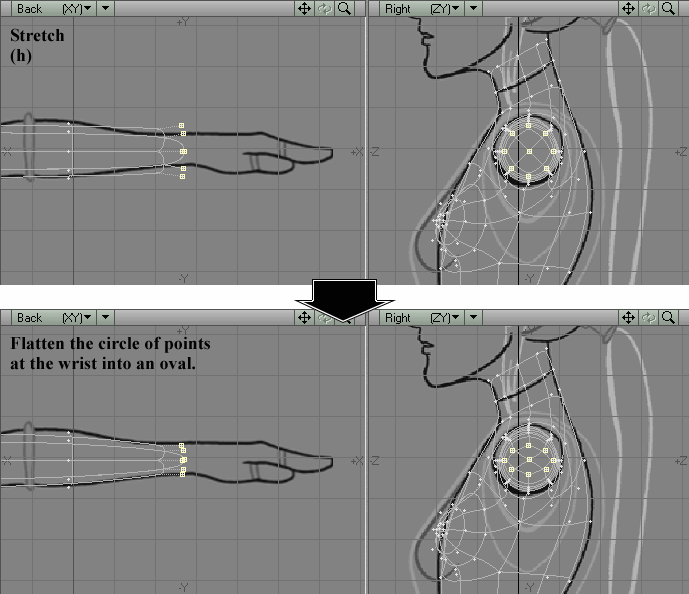 Back (XY)
Right (ZY)
Stretch
(h)
+Y
-X
+X
-Z
+Z
-Y
-Y
Back (XY)
Right (ZY)
Flatten the circle of points
at the wrist into an oval.
+Y
-X
+X
-Z
+Z
-Y
-Y